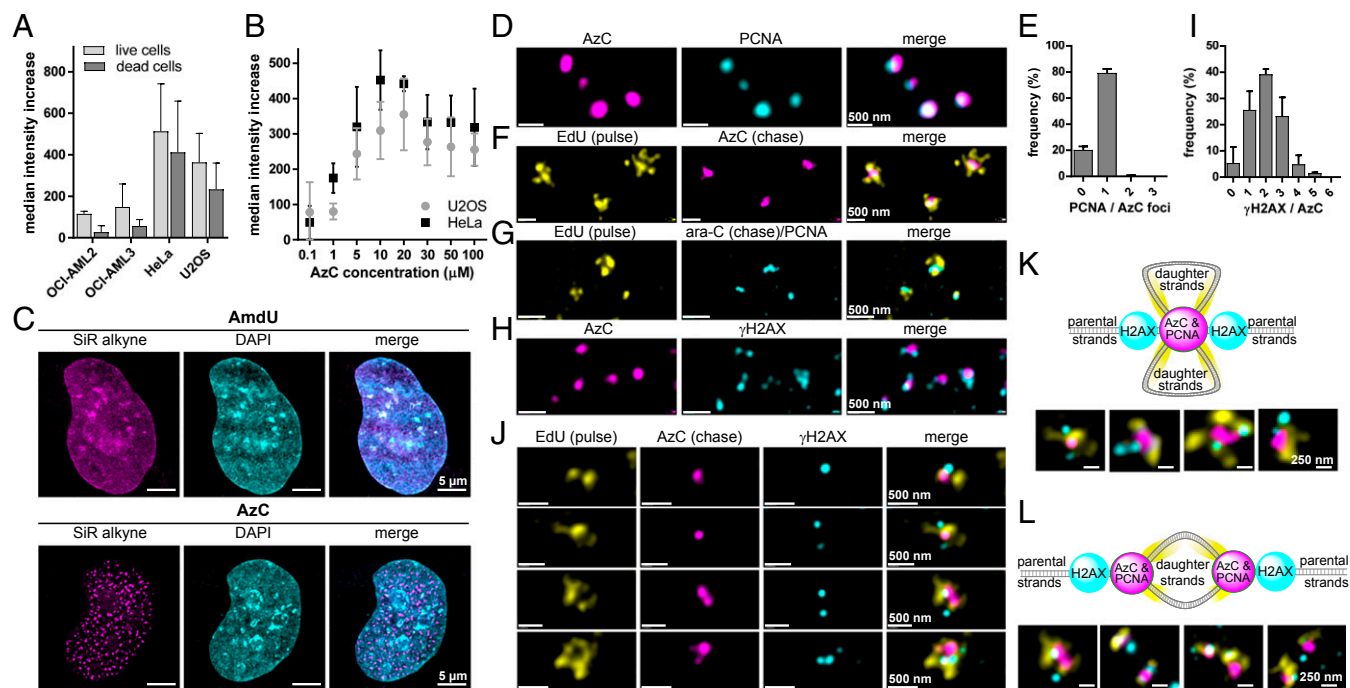 A
live cells
dead cells
median intensity increase
800
600
400
200
0
OCI-AML2
OCI-AML3
HeLa
U2OS
B
median intensity increase
500
400
300
200
100
0
U2OS
HeLa
0.1 1 5 10 20 30 50 100
AzC concentration (μM)
C
AmdU
SiR alkyne DAPI merge
5 μm
AzC
SiR alkyne DAPI merge
5 μm
D
AzC PCNA merge
500 nm
E
frequency (%)
100
80
60
40
20
0
0 1 2 3
PCNA / AzC foci
F
EdU (pulse) AzC (chase) merge
500 nm
G
EdU (pulse) ara-C (chase)/PCNA merge
500 nm
H
AzC γH2AX merge
500 nm
I
frequency (%)
50
40
30
20
10
0
0 1 2 3 4 5 6
γH2AX / AzC
J
EdU (pulse) AzC (chase) γH2AX merge
500 nm
500 nm
500 nm
500 nm
K
daughter
strands
parental
strands
H2AX
AzC &
PCNA
H2AX
parental
strands
daughter
strands
250 nm
L
parental
strands
H2AX
AzC &
PCNA
daughter
strands
AzC &
PCNA
H2AX
parental
strands
250 nm